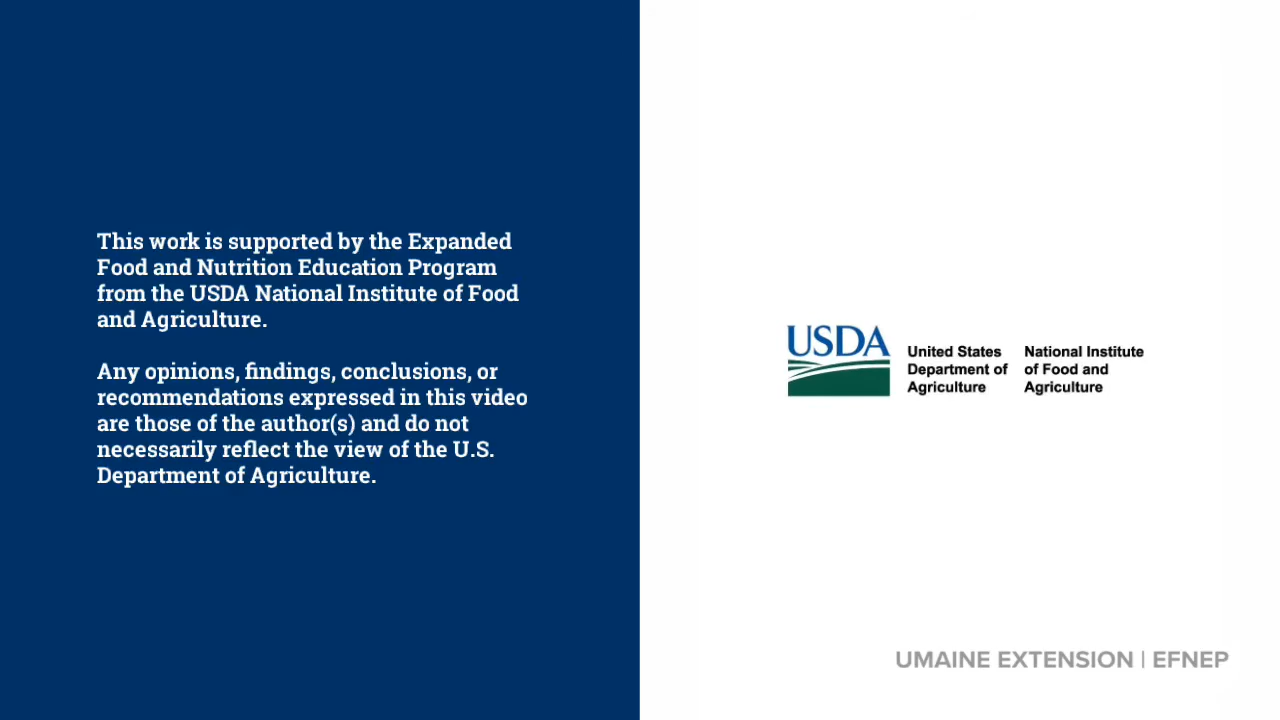 This work is supported by the Expanded
Food and Nutrition Education Program
from the USDA National Institute of Food
and Agriculture.
Any opinions, findings, conclusions, or
recommendations expressed in this video
are those of the author(s) and do not
necessarily reflect the view of the U.S.
Department of Agriculture.
USDA
United States
Department of
Agriculture
National Institute
of Food and
Agriculture
UMAINE EXTENSION | EFNEP